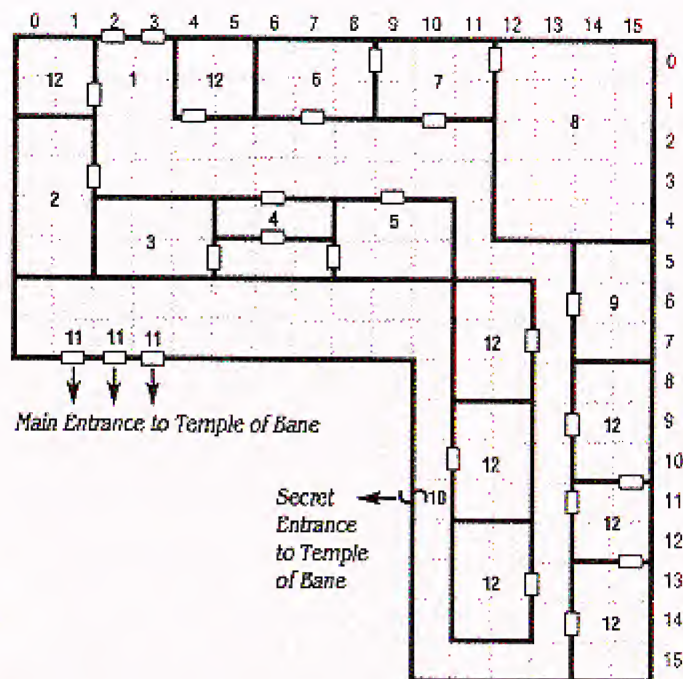 0 1 2 3 4 5 6 7 8 9 10 11 12 13 14 15
0
12 1 12 6 7
1
8
2
2 3
4 4
3 5
5
6
9
12 7
11 11 11
8
Main Entrance to Temple of Bane
12 9
12 10
Secret 10 11
Entrance 12
to Temple 12
of Bane
12 13
12 14
15